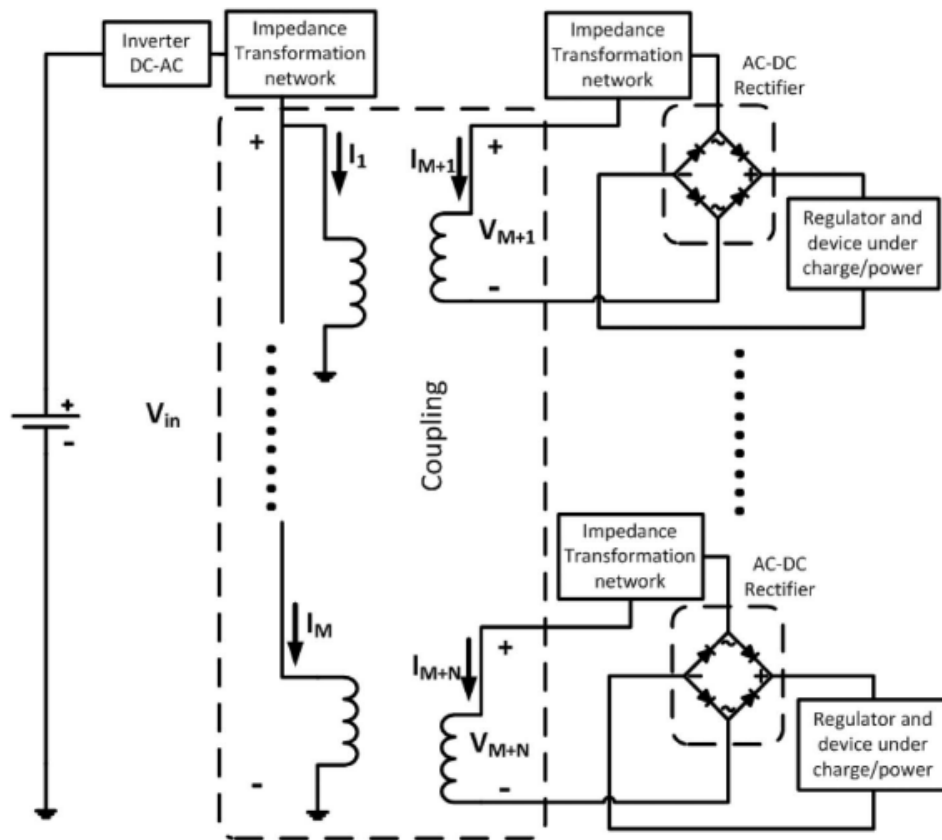 Inverter
DC-AC
Impedance
Transformation
network
Impedance
Transformation
network
AC-DC
Rectifier
+
I1
IM+1
+
VM+1
-
Regulator and
device under
charge/power
+
-
Vin
Coupling
Impedance
Transformation
network
AC-DC
Rectifier
IM
-
IM+N
+
VM+N
-
Regulator and
device under
charge/power